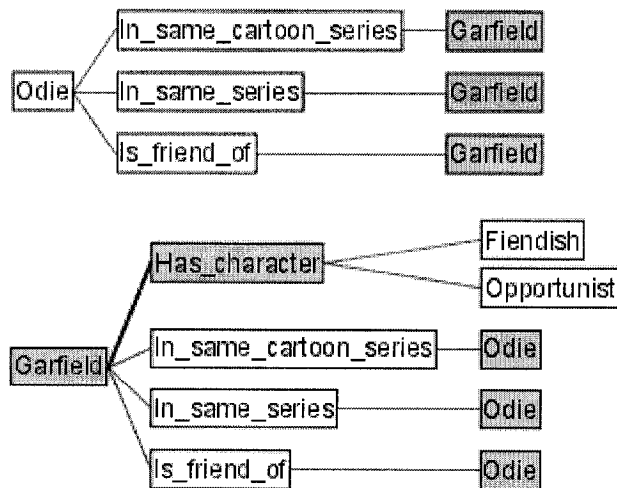 In_same_cartoon_series Garfield
Odie In_same_series Garfield
Is_friend_of Garfield
Has_character Fiendish
Opportunist
In_same_cartoon_series Odie
Garfield
In_same_series Odie
Is_friend_of Odie